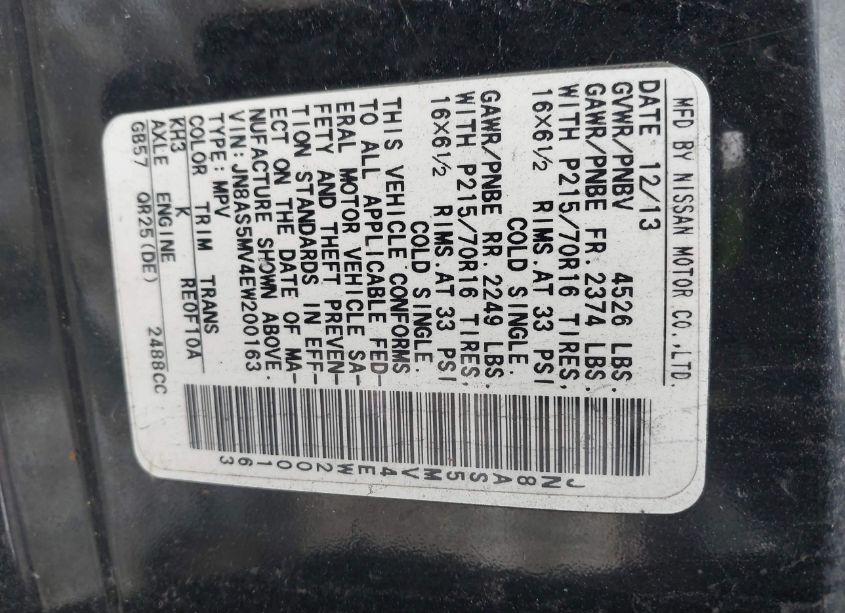 MFD BY NISSAN MOTOR CO.,LTD.
DATE 12/13
GVWR/PNBV 4526 LBS.
GAWR/PNBE FR 2374 LBS.
WITH P215/70R16 TIRES,
16×6½ RIMS.AT 33 PSI
COLD SINGLE.
GAWR/PNBE RR.2249 LBS.
WITH P215/70R16 TIRES,
16×6½ RIMS.AT 33 PSI
COLD SINGLE.
THIS VEHICLE CONFORMS
TO ALL APPLICABLE FED-
ERAL MOTOR VEHICLE SA-
FETY AND THEFT PREVEN-
TION STANDARDS IN EFF-
ECT ON THE DATE OF MA-
NUFACTURE SHOWN ABOVE.
VIN:JN8AS5MV4EW200163
TYPE:MPV
COLOR TRIM TRANS
KH3 K RE0F10A
AXLE ENGINE
GB57 QR25(DE) 2488CC
JN8AS5MV4EW200163